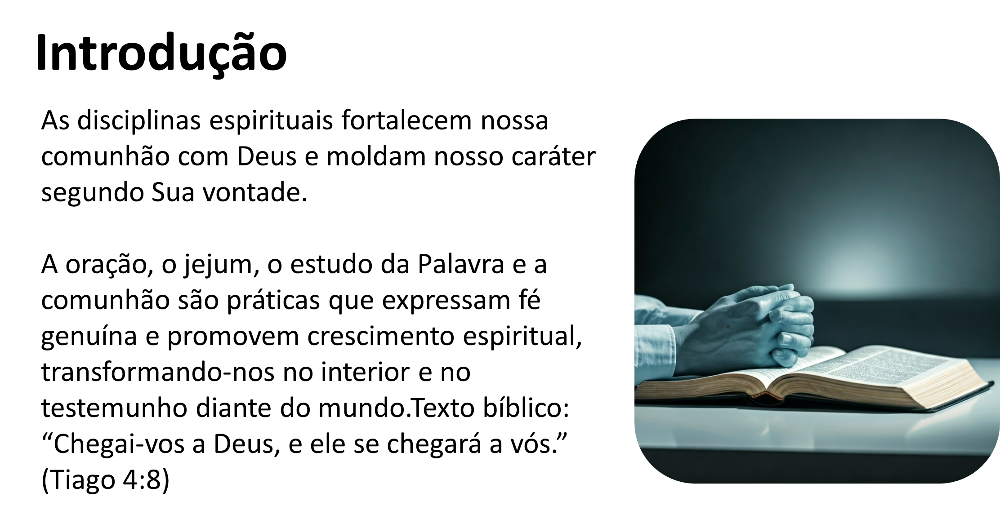 Introdução
As disciplinas espirituais fortalecem nossa
comunhão com Deus e moldam nosso caráter
segundo Sua vontade.
A oração, o jejum, o estudo da Palavra e a
comunhão são práticas que expressam fé
genuína e promovem crescimento espiritual,
transformando-nos no interior e no
testemunho diante do mundo.Texto bíblico:
“Chegai-vos a Deus, e ele se chegará a vós.”
(Tiago 4:8)